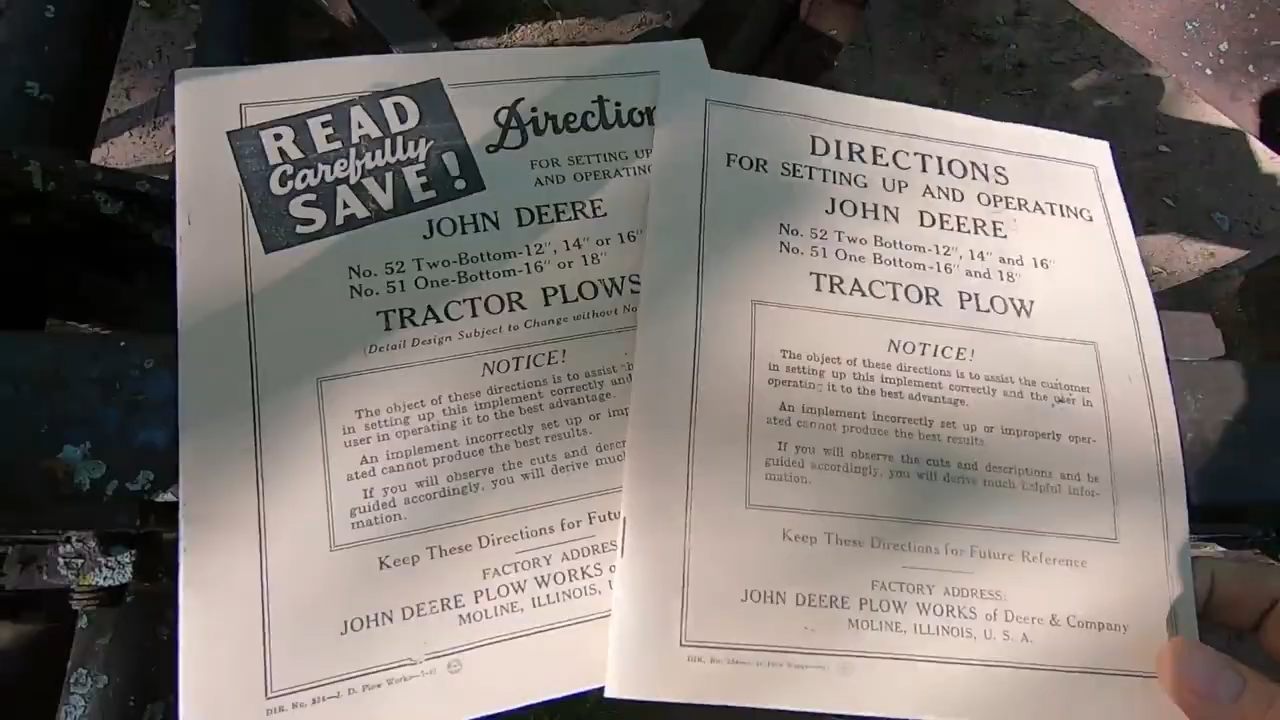 READ
Carefully
SAVE!
Direction
FOR SETTING UP
AND OPERATING
JOHN DEERE
No. 52 Two-Bottom-12", 14" or 16"
No. 51 One-Bottom-16" or 18"
TRACTOR PLOWS
(Detail Design Subject to Change without No
NOTICE!
The object of these directions is to assist
in setting up this implement correctly and
user in operating it to the best advantage.
An implement incorrectly set up or imp
ated cannot produce the best results.
If you will observe the cuts and descr
guided accordingly, you will derive much
mation.
Keep These Directions for Futu
FACTORY ADDRES
JOHN DEERE PLOW WORKS o
MOLINE, ILLINOIS,
DIR. No. J. D. Plow Works
DIRECTIONS
FOR SETTING UP AND OPERATING
JOHN DEERE
No. 52 Two Bottom-12", 14" and 16"
No. 51 One Bottom-16" and 18"
TRACTOR PLOW
NOTICE!
The object of these directions is to assist the customer
in setting up this implement correctly and the user in
operating it to the best advantage.
An implement incorrectly set up or improperly oper-
ated cannot produce the best results
If you will observe the cuts and descriptions and be
guided accordingly, you will derive much helpful infor-
mation.
Keep These Directions for Future Reference
FACTORY ADDRESS:
JOHN DEERE PLOW WORKS of Deere & Company
MOLINE, ILLINOIS, U. S. A.